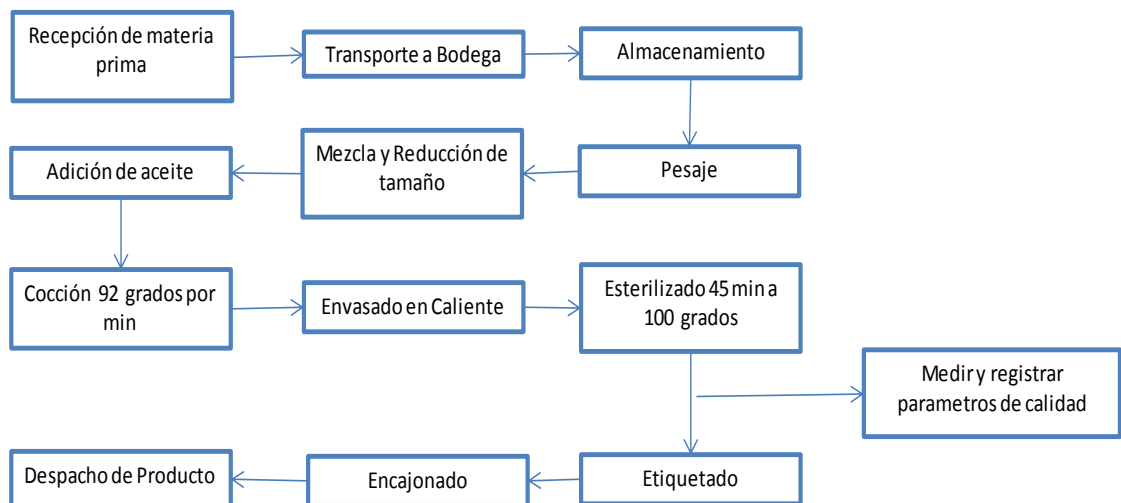 Recepción de materia
prima
Transporte a Bodega
Almacenamiento
Adición de aceite
Mezcla y Reducción de
tamaño
Pesaje
Cocción 92 grados por
min
Envasado en Caliente
Esterilizado 45 min a
100 grados
Medir y registrar
parametros de calidad
Despacho de Producto
Encajonado
Etiquetado